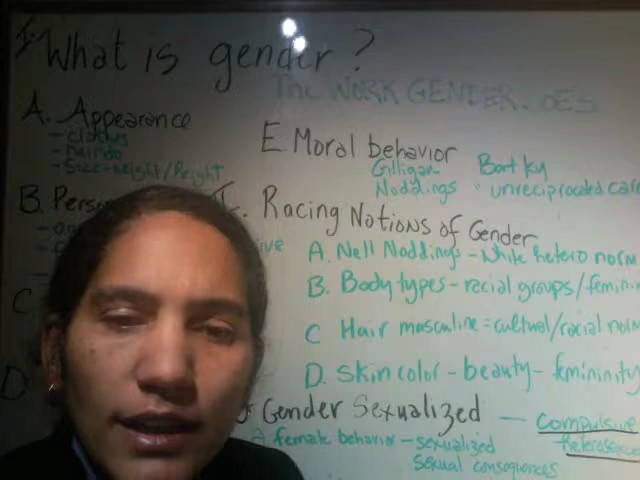 I. What is gender?
The WORK GENDER DOES
A. Appearance
- clothes
- hairdo
- Size - weight/height
B. Pers
C
D
E Moral behavior
Gilligan Bartky
Noddings "unreciprocated care
I. Racing Notions of Gender
A. Nell Noddings - white hetero norm
B. Body types - racial groups/feminin
C Hair masculine = cultural/racial norm
D. Skin color - beauty - femininity
Gender Sexualized - compulsive
heterosexu
female behavior - sexualized
sexual consequences